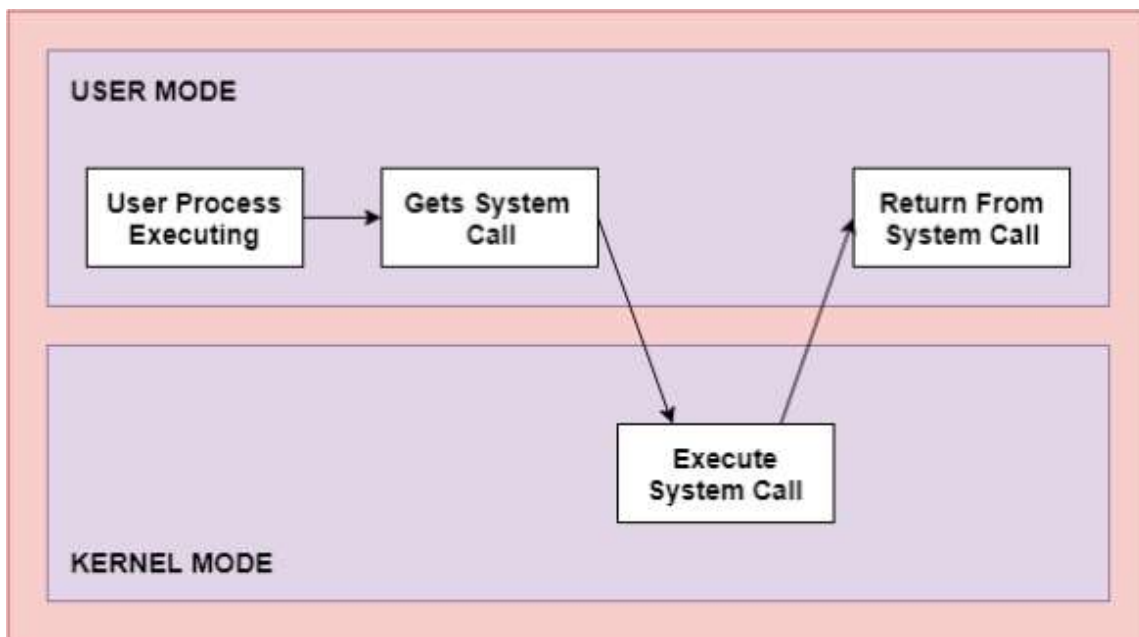 USER MODE
User Process
Executing
Gets System
Call
Return From
System Call
Execute
System Call
KERNEL MODE